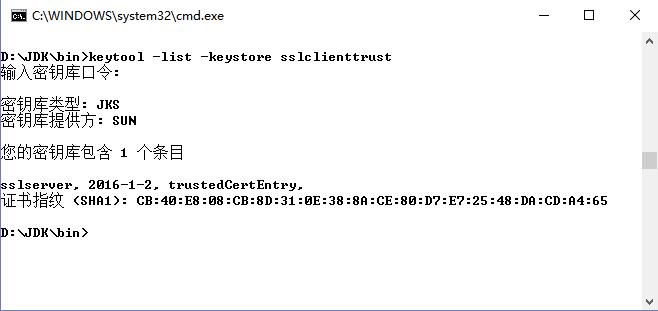 C:\WINDOWS\system32\cmd.exe
D:\JDK\bin>keytool -list -keystore sslclienttrust
输入密钥库口令:
密钥库类型: JKS
密钥库提供方: SUN
您的密钥库包含 1 个条目
sslserver, 2016-1-2, trustedCertEntry,
证书指纹 (SHA1): CB:40:E8:08:CB:8D:31:0E:38:8A:CE:80:D7:E7:25:48:DA:CD:A4:65
D:\JDK\bin>